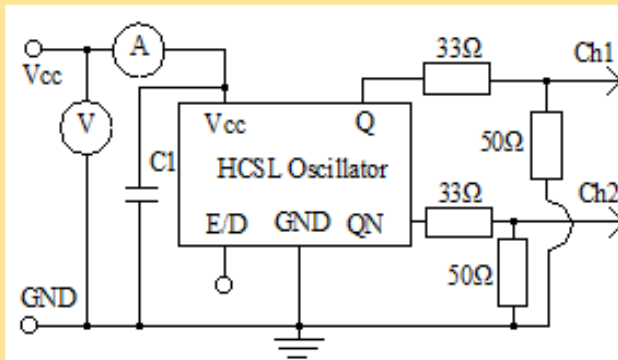 A
Vcc
V
C1
Vcc
Q
HCSL Oscillator
E/D
GND
QN
33Ω
Ch1
50Ω
33Ω
Ch2
50Ω
GND